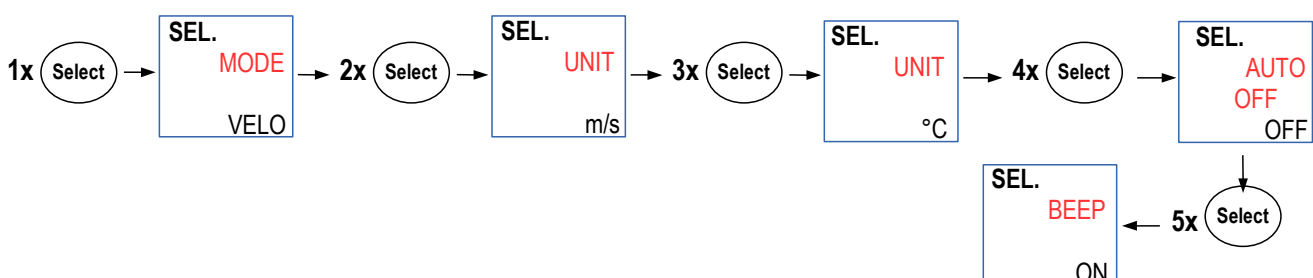 1x Select
SEL.
MODE
VELO
2x Select
SEL.
UNIT
m/s
3x Select
SEL.
UNIT
°C
4x Select
SEL.
AUTO
OFF
OFF
5x Select
SEL.
BEEP
ON